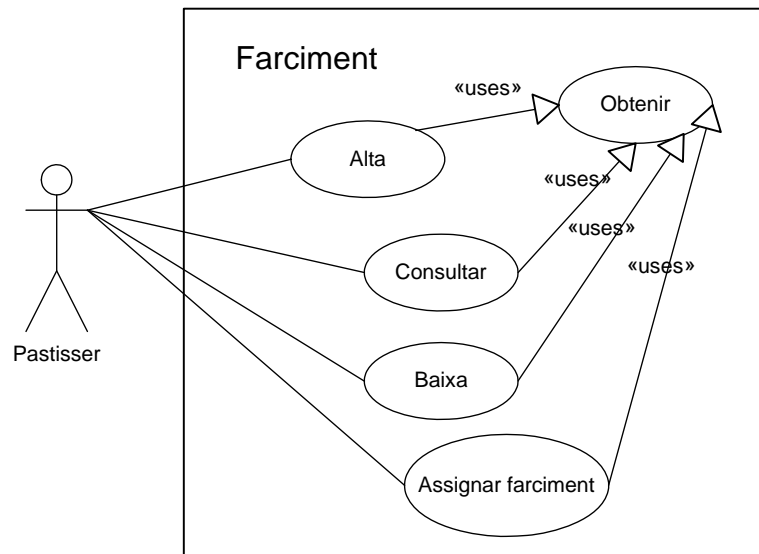 Farciment
«uses»
Obtenir
Alta
«uses»
«uses»
Consultar
«uses»
Pastisser
Baixa
Assignar farciment